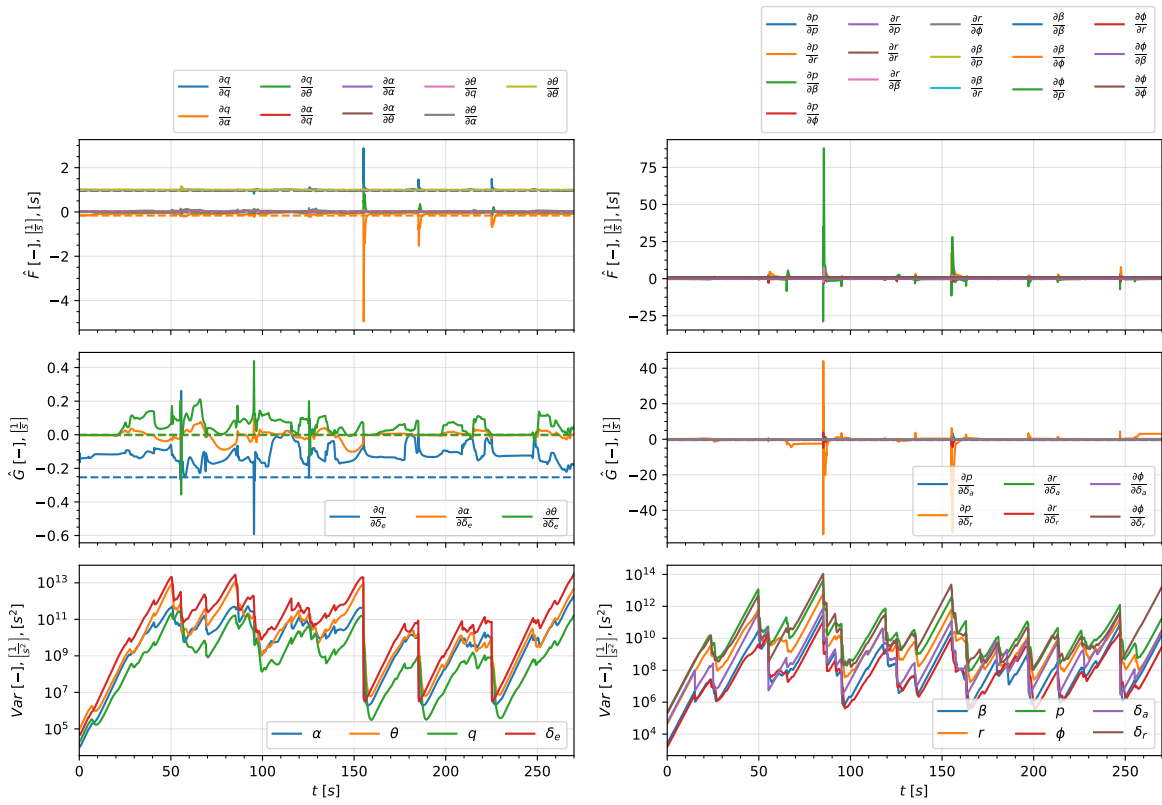 ∂q/∂q ∂q/∂θ ∂α/∂α ∂θ/∂q ∂θ/∂θ
∂q/∂α ∂α/∂q ∂α/∂θ ∂θ/∂α
∂p/∂p ∂r/∂p ∂r/∂ϕ ∂β/∂β ∂ϕ/∂r
∂p/∂r ∂r/∂r ∂β/∂p ∂β/∂ϕ ∂ϕ/∂β
∂p/∂β ∂r/∂β ∂β/∂r ∂ϕ/∂p ∂ϕ/∂ϕ
∂p/∂ϕ
F̂ [−], [1/s], [s]
2
0
−2
−4
F̂ [−], [1/s], [s]
75
50
25
0
−25
Ĝ [−], [1/s]
0.4
0.2
0.0
−0.2
−0.4
−0.6
∂q/∂δₑ ∂α/∂δₑ ∂θ/∂δₑ
Ĝ [−], [1/s]
40
20
0
−20
−40
∂p/∂δₐ ∂r/∂δₐ ∂ϕ/∂δₐ
∂p/∂δᵣ ∂r/∂δᵣ ∂ϕ/∂δᵣ
Var [−], [1/s²], [s²]
10¹³
10¹¹
10⁹
10⁷
10⁵
α θ q δₑ
0 50 100 150 200 250
t [s]
Var [−], [1/s²], [s²]
10¹⁴
10¹²
10¹⁰
10⁸
10⁶
10⁴
β p δₐ
r ϕ δᵣ
0 50 100 150 200 250
t [s]